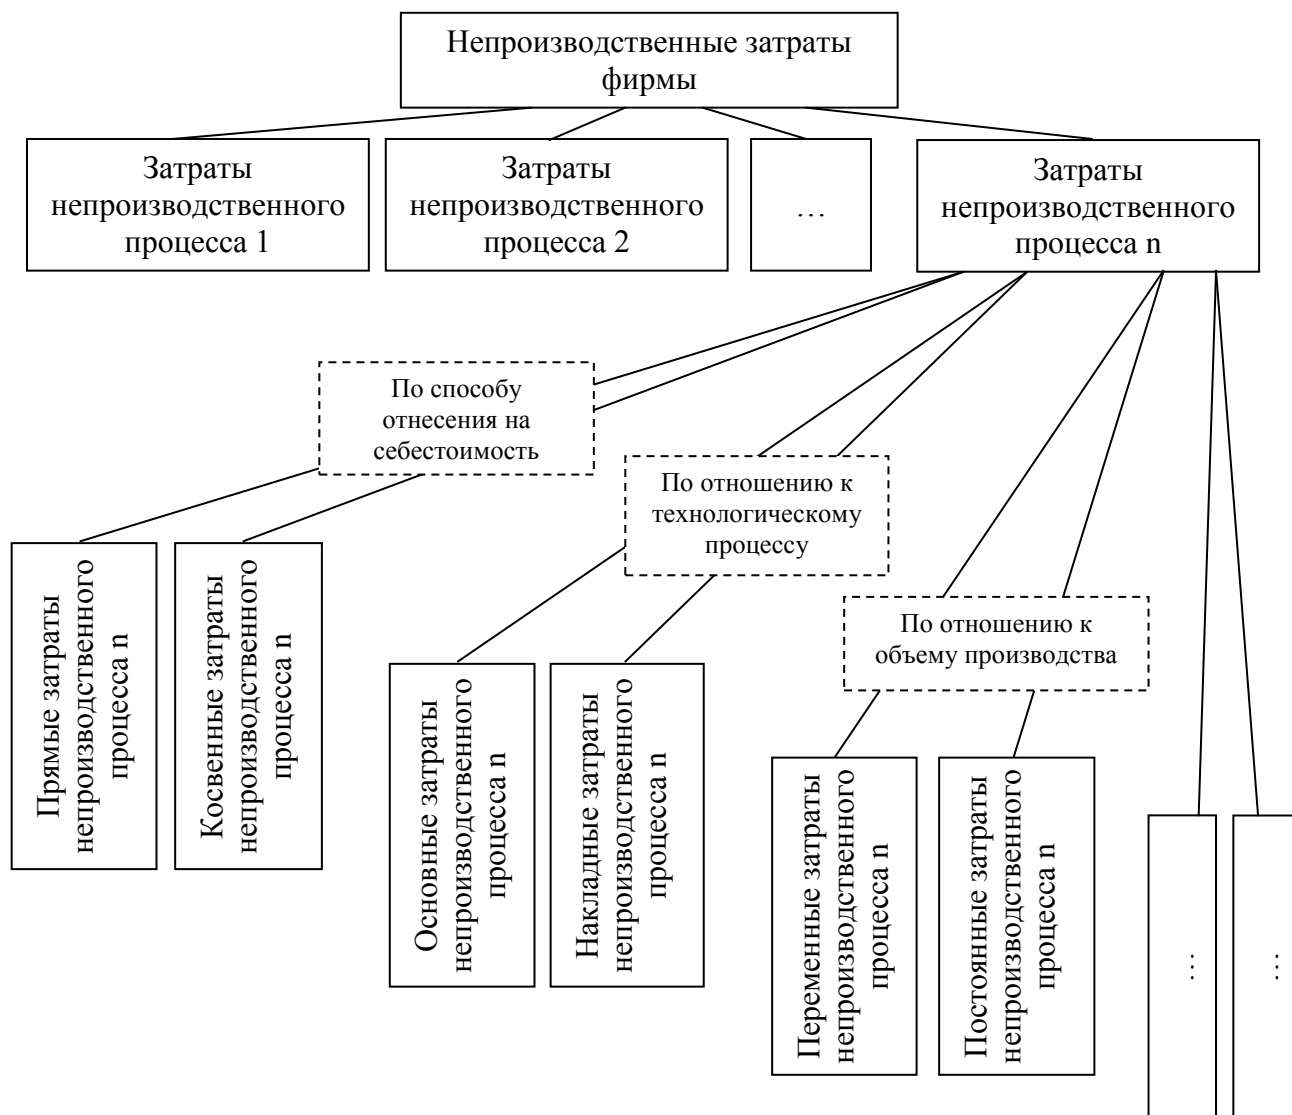 Непроизводственные затраты
фирмы
Затраты
непроизводственного
процесса 1
Затраты
непроизводственного
процесса 2
…
Затраты
непроизводственного
процесса n
По способу
отнесения на
себестоимость
По отношению к
технологическому
процессу
По отношению к
объему производства
Прямые затраты
непроизводственного
процесса n
Косвенные затраты
непроизводственного
процесса n
Основные затраты
непроизводственного
процесса n
Накладные затраты
непроизводственного
процесса n
Переменные затраты
непроизводственного
процесса n
Постоянные затраты
непроизводственного
процесса n
…
…